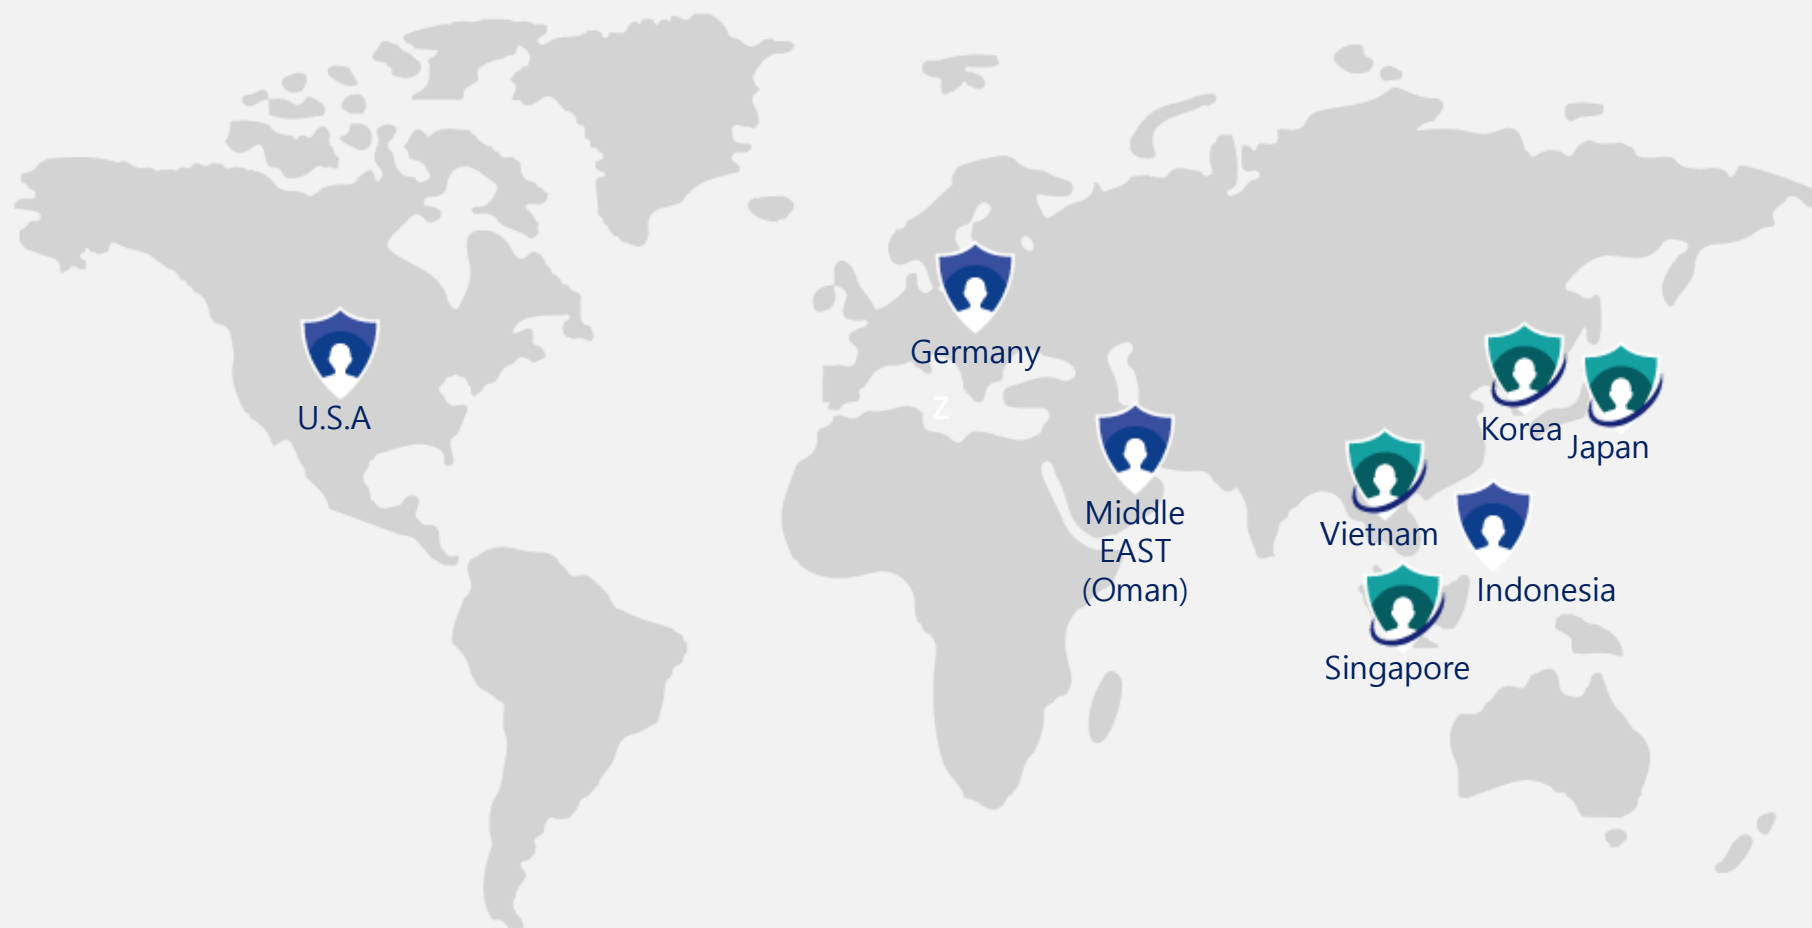 Germany
Z
U.S.A
Korea
Japan
Middle
EAST
(Oman)
Vietnam
Indonesia
Singapore